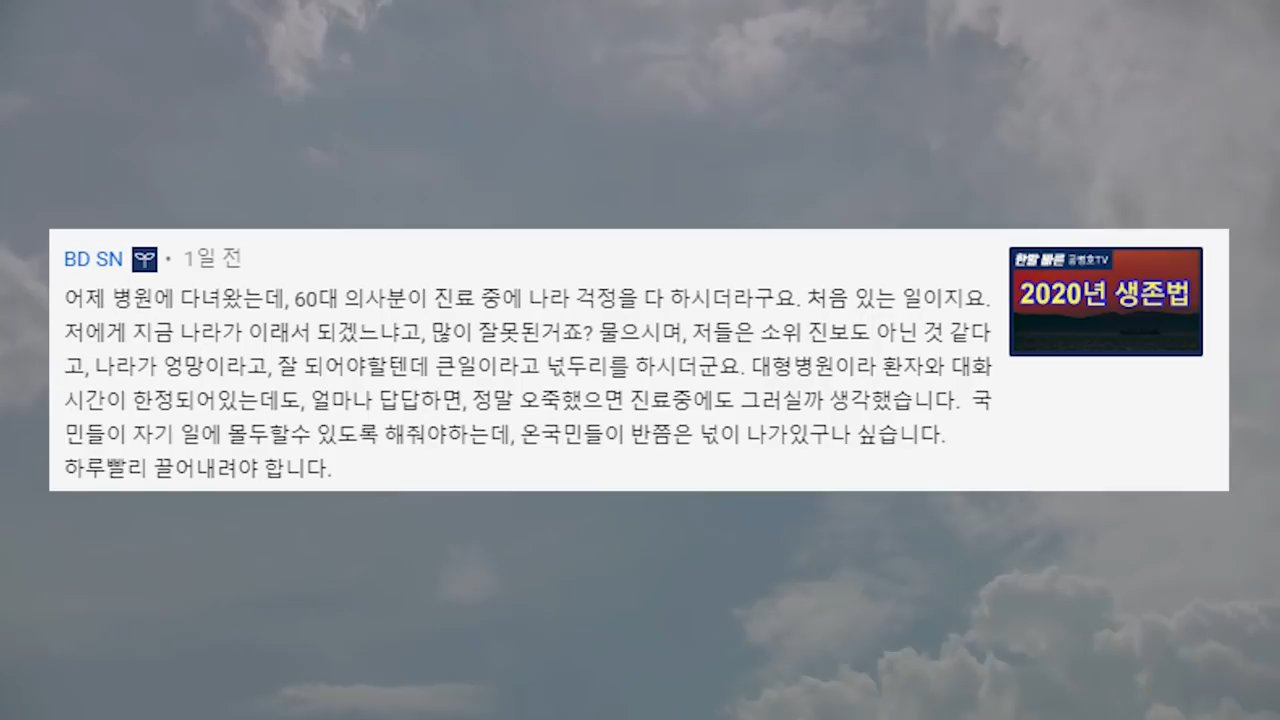 BD SN • 1일 전
어제 병원에 다녀왔는데, 60대 의사분이 진료 중에 나라 걱정을 다 하시더라구요. 처음 있는 일이지요.
저에게 지금 나라가 이래서 되겠느냐고, 많이 잘못된거죠? 물으시며, 저들은 소위 진보도 아닌 것 같다
고, 나라가 엉망이라고, 잘 되어야할텐데 큰일이라고 넋두리를 하시더군요. 대형병원이라 환자와 대화
시간이 한정되어있는데도, 얼마나 답답하면, 정말 오죽했으면 진료중에도 그러실까 생각했습니다. 국
민들이 자기 일에 몰두할수 있도록 해줘야하는데, 온국민들이 반쯤은 넋이 나가있구나 싶습니다.
하루빨리 끌어내려야 합니다.
한발 빠른 공병호TV
2020년 생존법